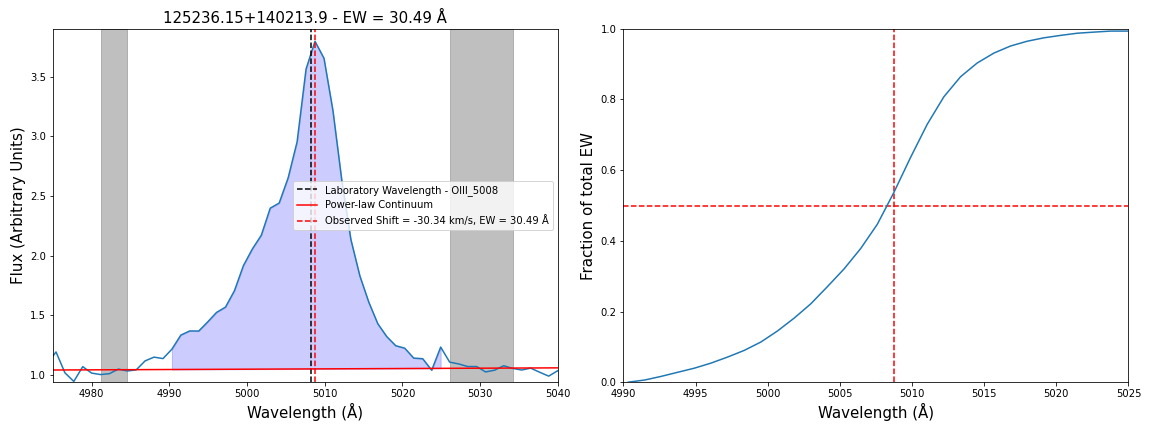 125236.15+140213.9 - EW = 30.49 Å
Flux (Arbitrary Units)
3.5
3.0
2.5
2.0
1.5
1.0
Laboratory Wavelength - OIII_5008
Power-law Continuum
Observed Shift = -30.34 km/s, EW = 30.49 Å
4980 4990 5000 5010 5020 5030 5040
Wavelength (Å)
Fraction of total EW
1.0
0.8
0.6
0.4
0.2
0.0
4990 4995 5000 5005 5010 5015 5020 5025
Wavelength (Å)